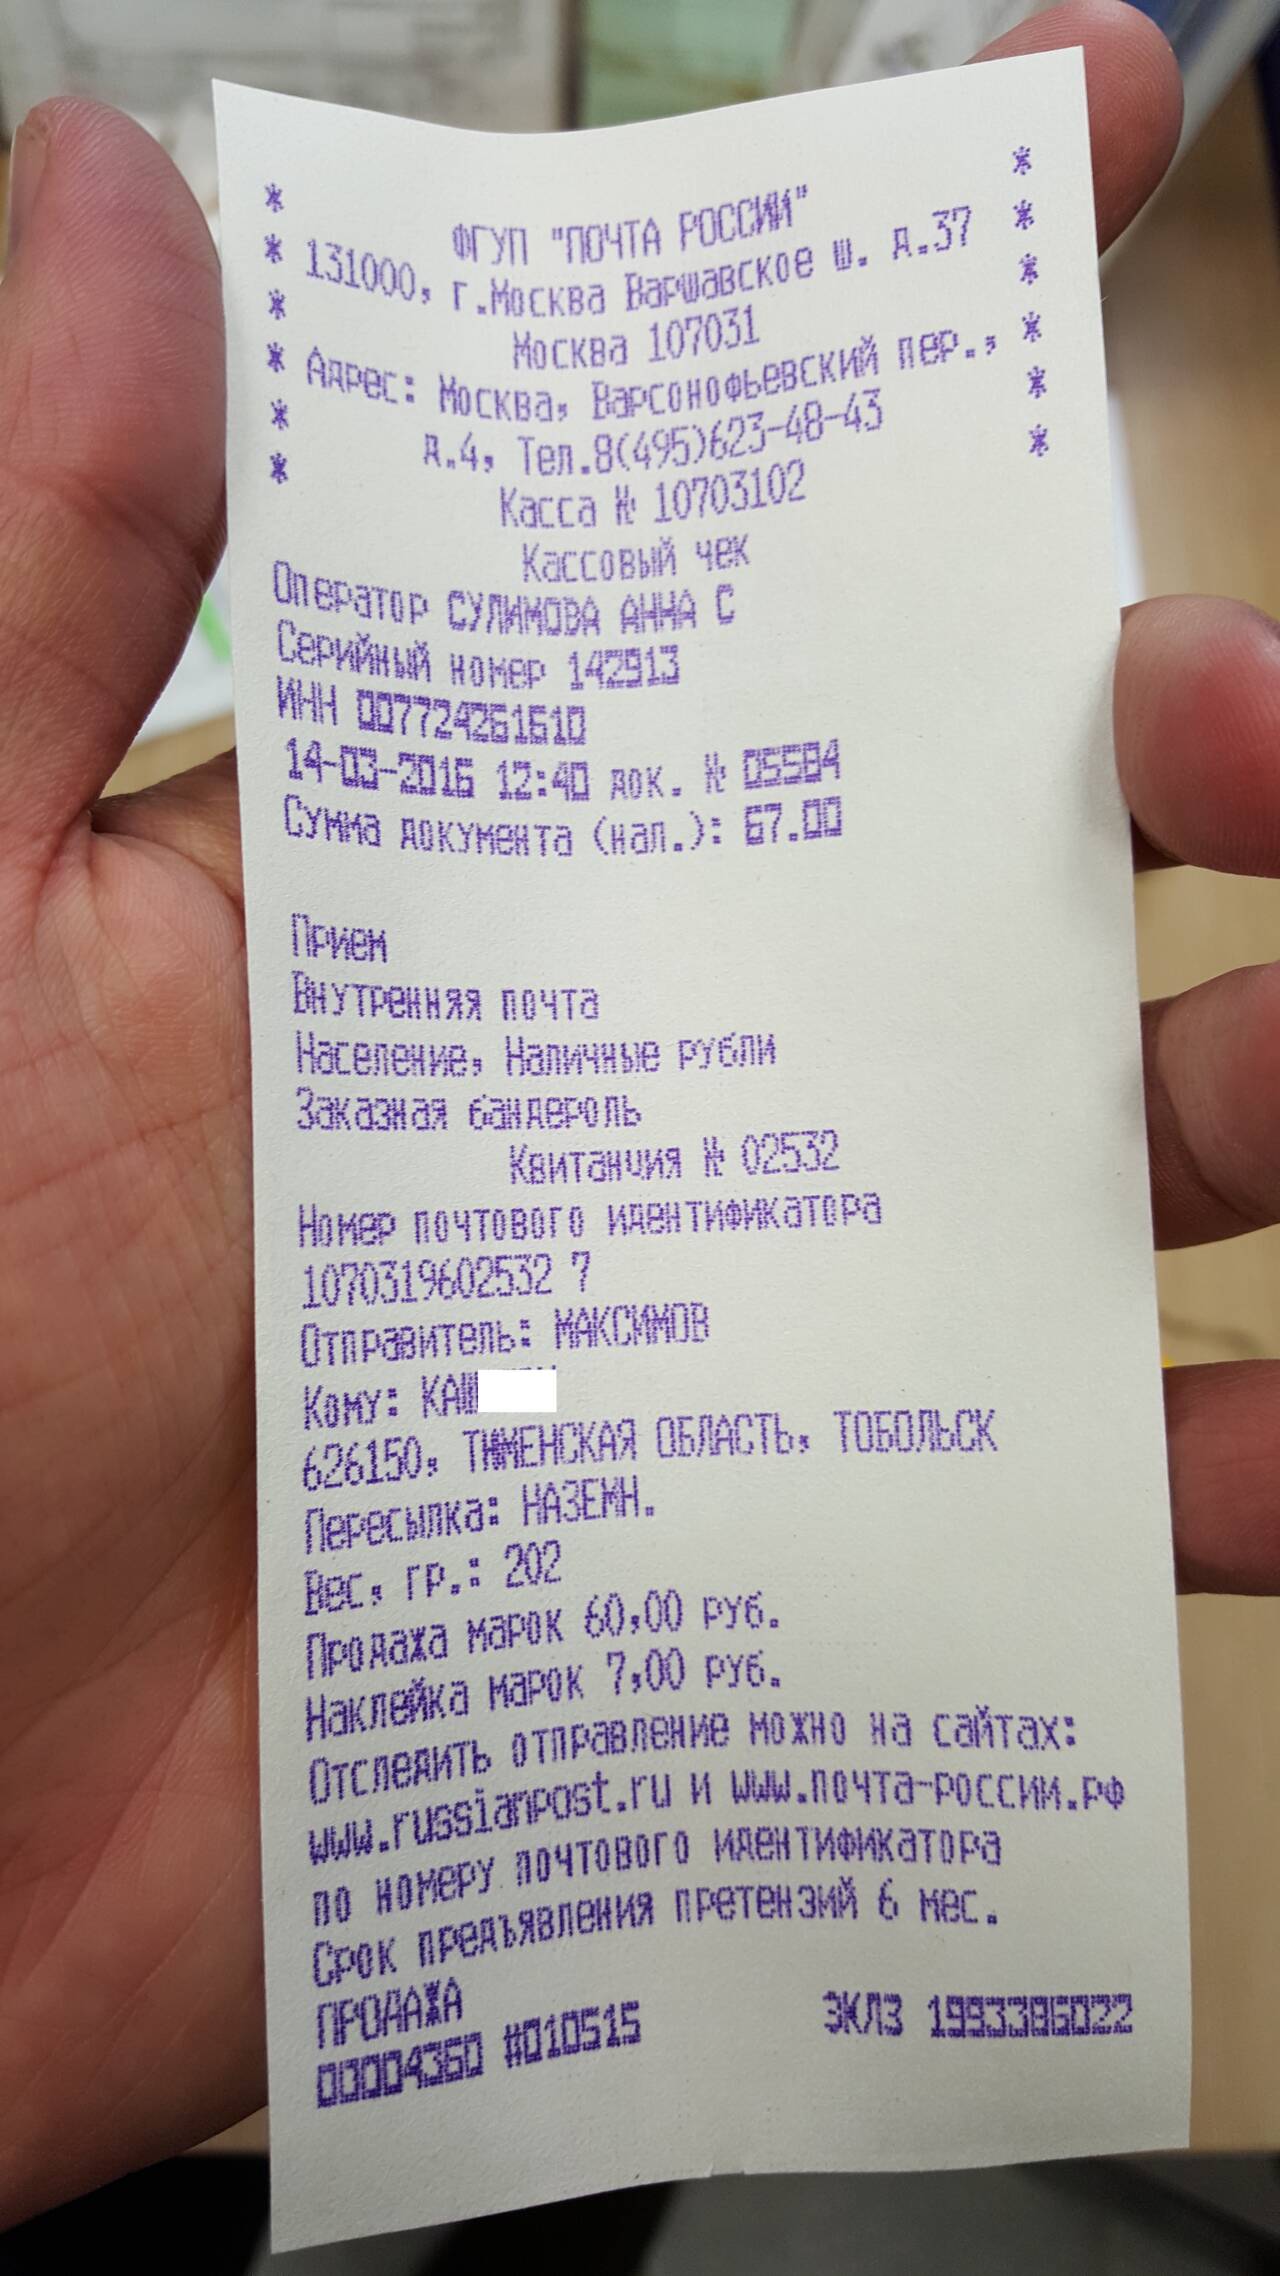 ФГУП "ПОЧТА РОССИИ"
131000, г.Москва Варшавское ш. д.37
Москва 107031
Адрес: Москва, Варсонофьевский пер.,
д.4, Тел.8(495)623-48-43
Касса № 10703102
Кассовый чек
Оператор СУЛИМОВА АННА С
Серийный номер 142913
ИНН 007724261610
14-03-2016 12:40 док. № 05584
Сумма документа (нал.): 67.00
Прием
Внутренняя почта
Население, Наличные рубли
Заказная бандероль
Квитанция № 02532
Номер почтового идентификатора
1070319602532 7
Отправитель: МАКСИМОВ
Кому: КАШ
626150, ТЮМЕНСКАЯ ОБЛАСТЬ, ТОБОЛЬСК
Пересылка: НАЗЕМН.
Вес, гр.: 202
Продажа марок 60,00 руб.
Наклейка марок 7,00 руб.
Отследить отправление можно на сайтах:
www.russianpost.ru и www.почта-россии.рф
по номеру почтового идентификатора
Срок предъявления претензий 6 мес.
ПРОДАЖА
00004360 #010515 ЭКЛЗ 1993386022